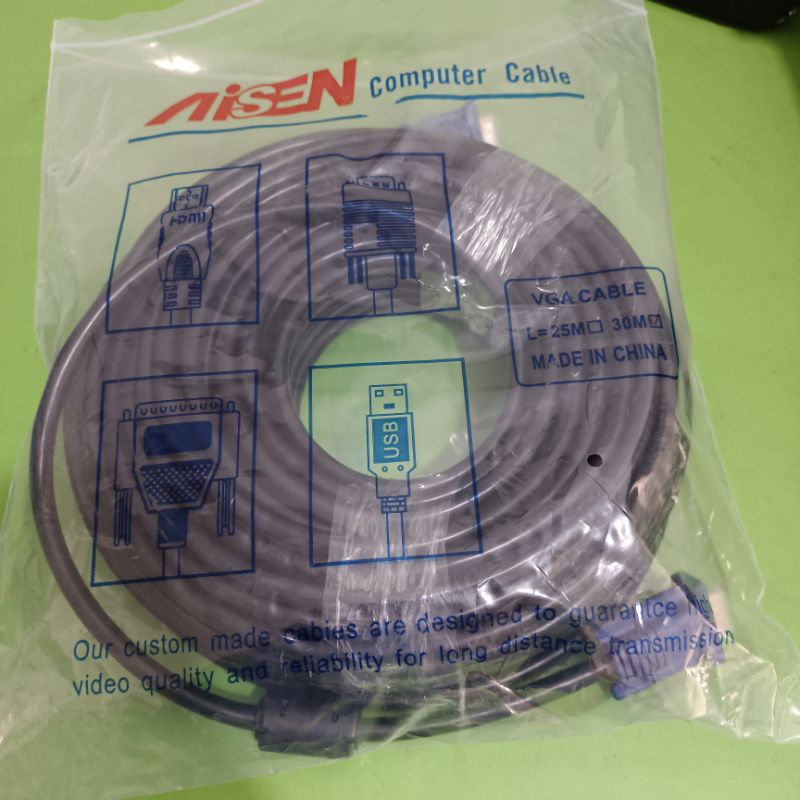 AISEN Computer Cable
HDMI
VGA CABLE
L=25M☐ 30M☑
MADE IN CHINA
USB
Our custom made cables are designed to guarantce high
video quality and reliability for long distance transmission